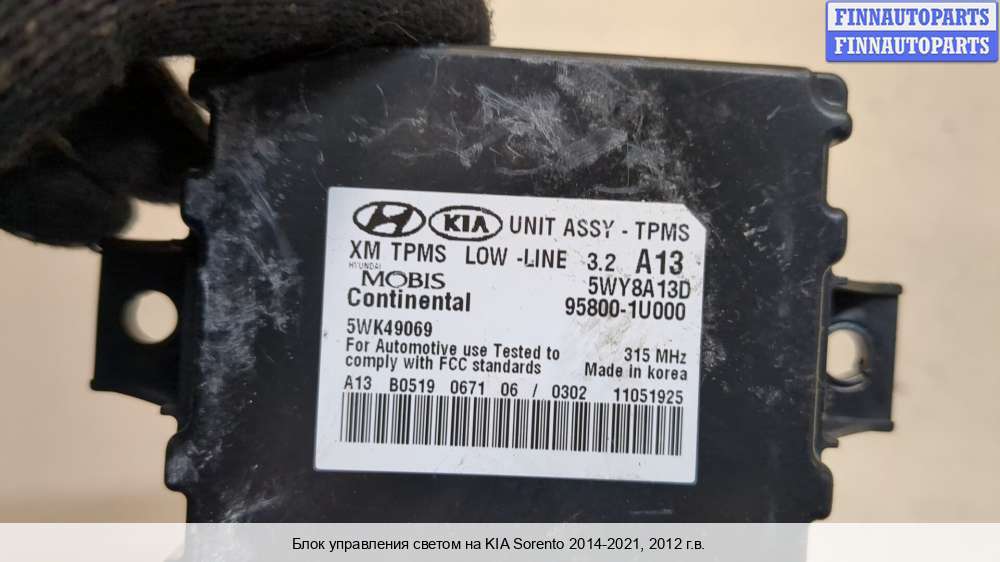 FINNAUTOPARTS
FINNAUTOPARTS
HYUNDAI KIA UNIT ASSY - TPMS
XM TPMS LOW -LINE 3.2 A13
HYUNDAI
MOBIS 5WY8A13D
Continental 95800-1U000
5WK49069
For Automotive use Tested to 315 MHz
comply with FCC standards Made in korea
A13 B0519 0671 06 / 0302 11051925
Блок управления светом на KIA Sorento 2014-2021, 2012 г.в.